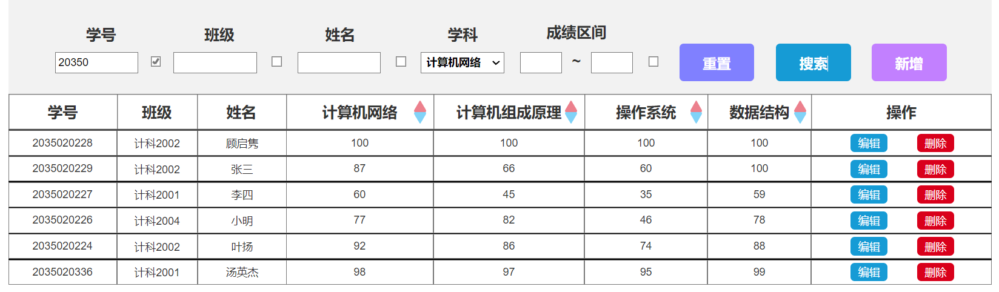 学号 班级 姓名 学科 成绩区间
20350 计算机网络 ~ 重置 搜索 新增
学号 班级 姓名 计算机网络 计算机组成原理 操作系统 数据结构 操作
2035020228 计科2002 顾启隽 100 100 100 100 编辑 删除
2035020229 计科2002 张三 87 66 60 100 编辑 删除
2035020227 计科2001 李四 60 45 35 59 编辑 删除
2035020226 计科2004 小明 77 82 46 78 编辑 删除
2035020224 计科2002 叶扬 92 86 74 88 编辑 删除
2035020336 计科2001 汤英杰 98 97 95 99 编辑 删除